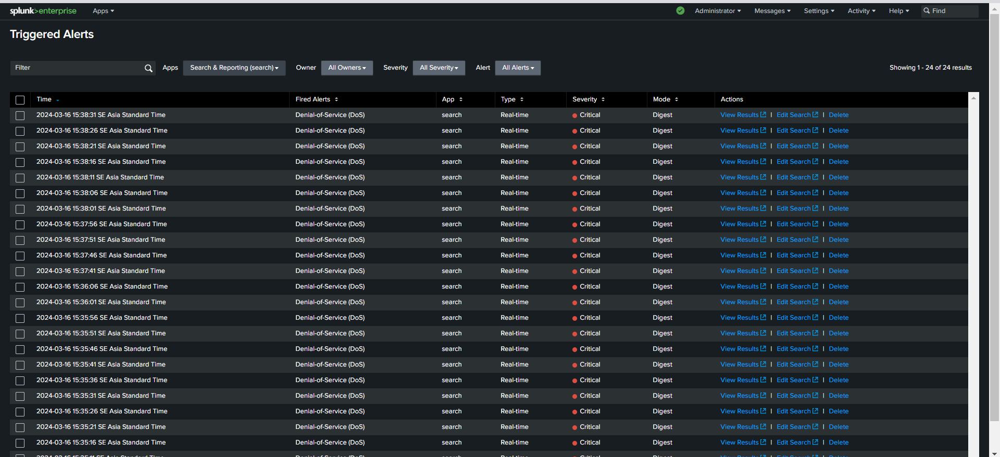 splunk>enterprise Apps Administrator Messages Settings Activity Help Find
Triggered Alerts
Filter Apps Search & Reporting (search) Owner All Owners Severity All Severity Alert All Alerts Showing 1 - 24 of 24 results
Time Fired Alerts App Type Severity Mode Actions
2024-03-16 15:38:31 SE Asia Standard Time Denial-of-Service (DoS) search Real-time Critical Digest View Results | Edit Search | Delete
2024-03-16 15:38:26 SE Asia Standard Time Denial-of-Service (DoS) search Real-time Critical Digest View Results | Edit Search | Delete
2024-03-16 15:38:21 SE Asia Standard Time Denial-of-Service (DoS) search Real-time Critical Digest View Results | Edit Search | Delete
2024-03-16 15:38:16 SE Asia Standard Time Denial-of-Service (DoS) search Real-time Critical Digest View Results | Edit Search | Delete
2024-03-16 15:38:11 SE Asia Standard Time Denial-of-Service (DoS) search Real-time Critical Digest View Results | Edit Search | Delete
2024-03-16 15:38:06 SE Asia Standard Time Denial-of-Service (DoS) search Real-time Critical Digest View Results | Edit Search | Delete
2024-03-16 15:38:01 SE Asia Standard Time Denial-of-Service (DoS) search Real-time Critical Digest View Results | Edit Search | Delete
2024-03-16 15:37:56 SE Asia Standard Time Denial-of-Service (DoS) search Real-time Critical Digest View Results | Edit Search | Delete
2024-03-16 15:37:51 SE Asia Standard Time Denial-of-Service (DoS) search Real-time Critical Digest View Results | Edit Search | Delete
2024-03-16 15:37:46 SE Asia Standard Time Denial-of-Service (DoS) search Real-time Critical Digest View Results | Edit Search | Delete
2024-03-16 15:37:41 SE Asia Standard Time Denial-of-Service (DoS) search Real-time Critical Digest View Results | Edit Search | Delete
2024-03-16 15:36:06 SE Asia Standard Time Denial-of-Service (DoS) search Real-time Critical Digest View Results | Edit Search | Delete
2024-03-16 15:36:01 SE Asia Standard Time Denial-of-Service (DoS) search Real-time Critical Digest View Results | Edit Search | Delete
2024-03-16 15:35:56 SE Asia Standard Time Denial-of-Service (DoS) search Real-time Critical Digest View Results | Edit Search | Delete
2024-03-16 15:35:51 SE Asia Standard Time Denial-of-Service (DoS) search Real-time Critical Digest View Results | Edit Search | Delete
2024-03-16 15:35:46 SE Asia Standard Time Denial-of-Service (DoS) search Real-time Critical Digest View Results | Edit Search | Delete
2024-03-16 15:35:41 SE Asia Standard Time Denial-of-Service (DoS) search Real-time Critical Digest View Results | Edit Search | Delete
2024-03-16 15:35:36 SE Asia Standard Time Denial-of-Service (DoS) search Real-time Critical Digest View Results | Edit Search | Delete
2024-03-16 15:35:31 SE Asia Standard Time Denial-of-Service (DoS) search Real-time Critical Digest View Results | Edit Search | Delete
2024-03-16 15:35:26 SE Asia Standard Time Denial-of-Service (DoS) search Real-time Critical Digest View Results | Edit Search | Delete
2024-03-16 15:35:21 SE Asia Standard Time Denial-of-Service (DoS) search Real-time Critical Digest View Results | Edit Search | Delete
2024-03-16 15:35:16 SE Asia Standard Time Denial-of-Service (DoS) search Real-time Critical Digest View Results | Edit Search | Delete